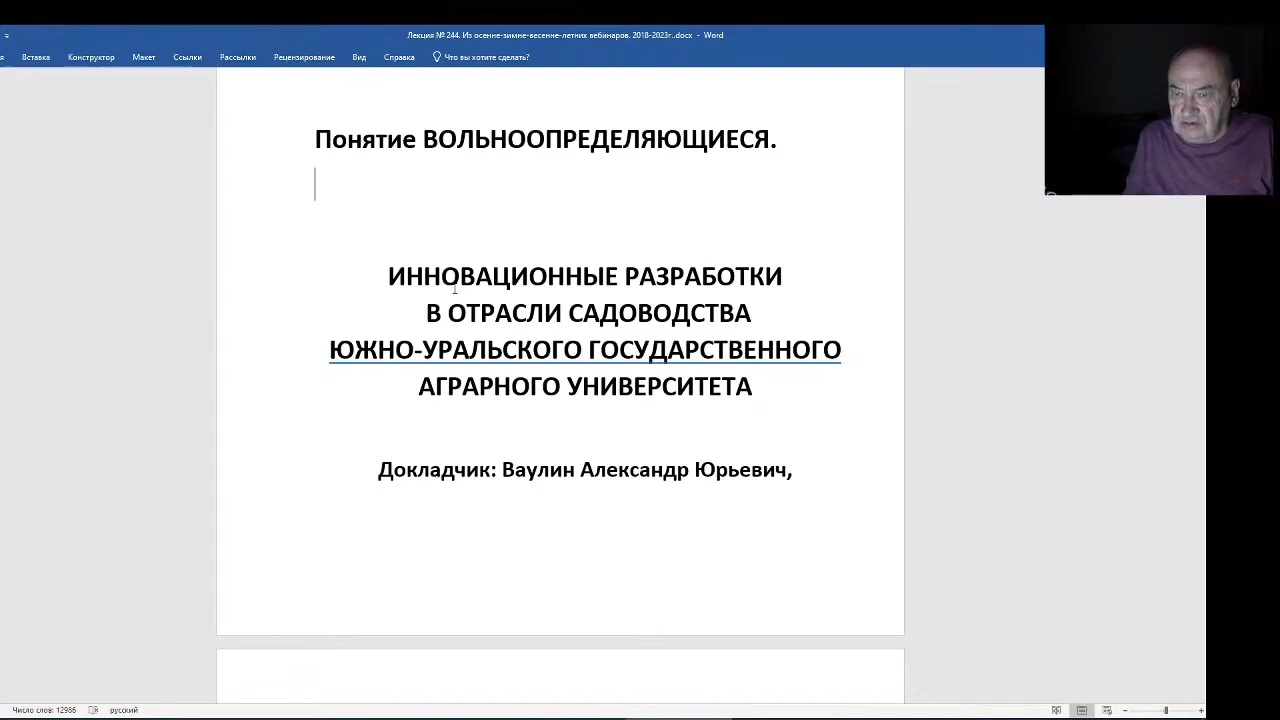 Лекция № 244. Из осенне-зимне-весенне-летних вебинаров. 2018-2023г..docx - Word
Вставка Конструктор Макет Ссылки Рассылки Рецензирование Вид Справка Что вы хотите сделать?
Понятие ВОЛЬНООПРЕДЕЛЯЮЩИЕСЯ.
ИННОВАЦИОННЫЕ РАЗРАБОТКИ
В ОТРАСЛИ САДОВОДСТВА
ЮЖНО-УРАЛЬСКОГО ГОСУДАРСТВЕННОГО
АГРАРНОГО УНИВЕРСИТЕТА
Докладчик: Ваулин Александр Юрьевич,
Число слов: 12986 русский